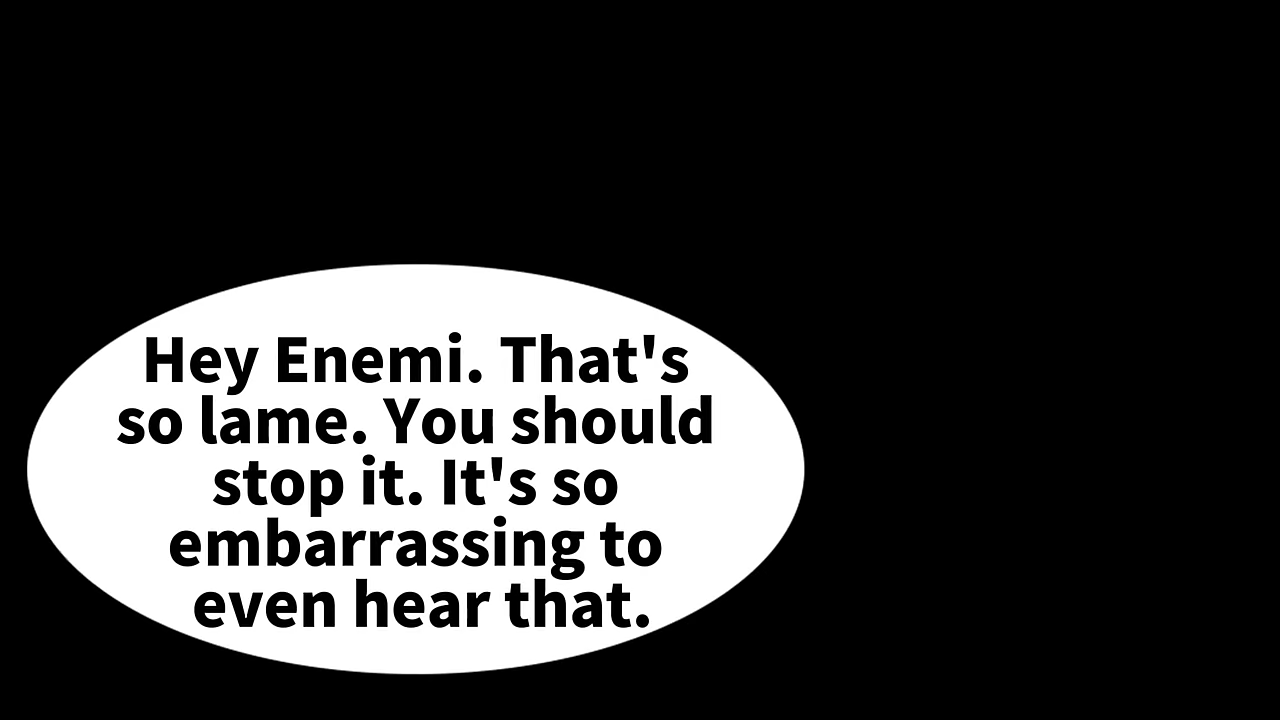 Hey Enemi. That's
so lame. You should
stop it. It's so
embarrassing to
even hear that.